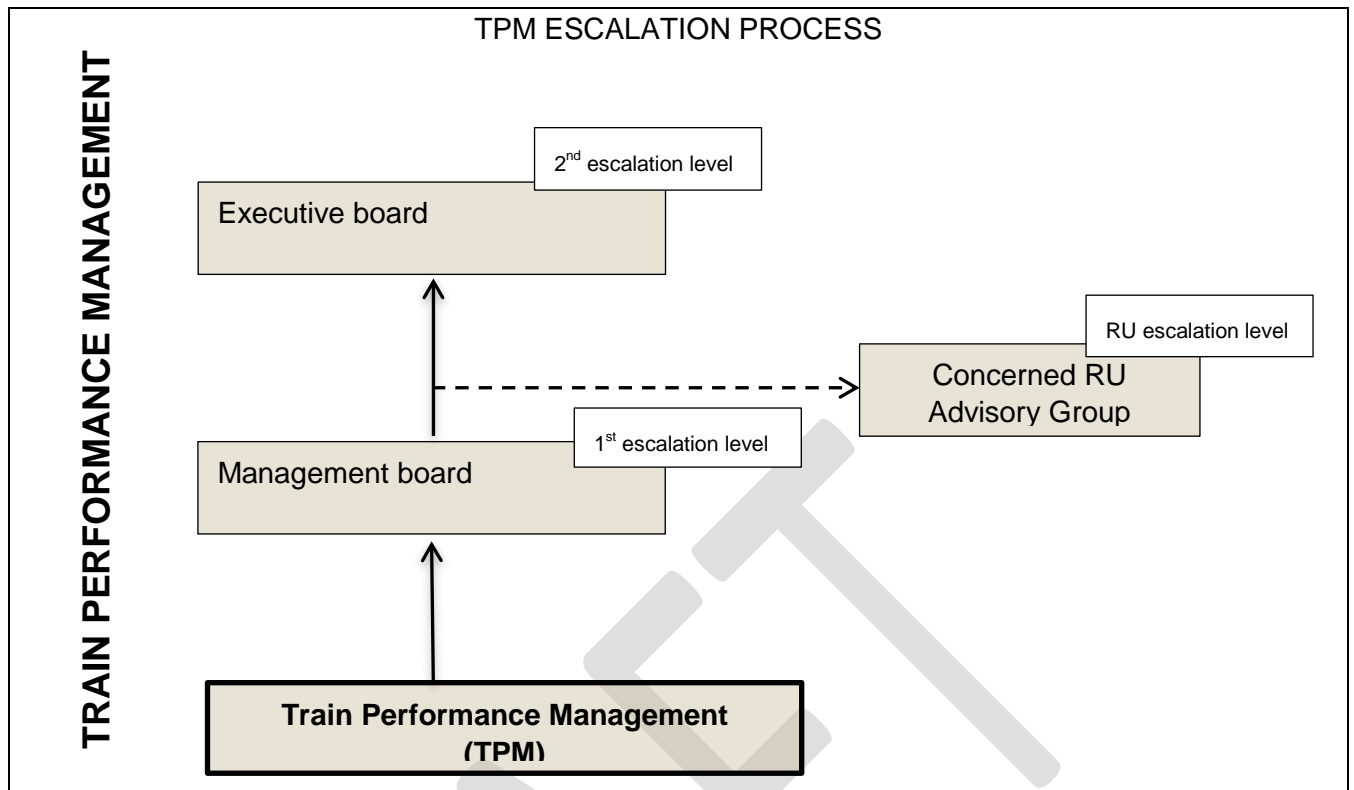 TPM ESCALATION PROCESS
TRAIN PERFORMANCE MANAGEMENT
2nd escalation level
Executive board
RU escalation level
Concerned RU
Advisory Group
1st escalation level
Management board
Train Performance Management
(TPM)